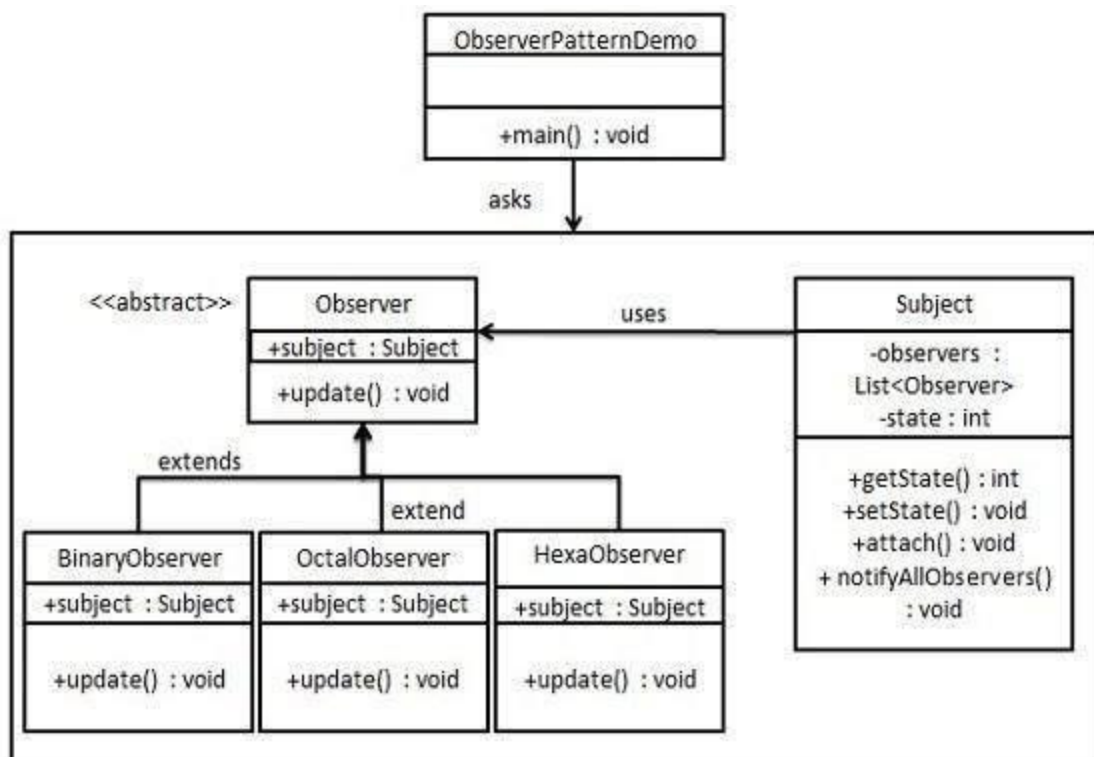 ObserverPatternDemo
+main() : void
asks
<<abstract>>
Observer
+subject : Subject
+update() : void
uses
Subject
-observers :
List<Observer>
-state : int
+getState() : int
+setState() : void
+attach() : void
+ notifyAllObservers()
: void
extends
extend
BinaryObserver
+subject : Subject
+update() : void
OctalObserver
+subject : Subject
+update() : void
HexaObserver
+subject : Subject
+update() : void